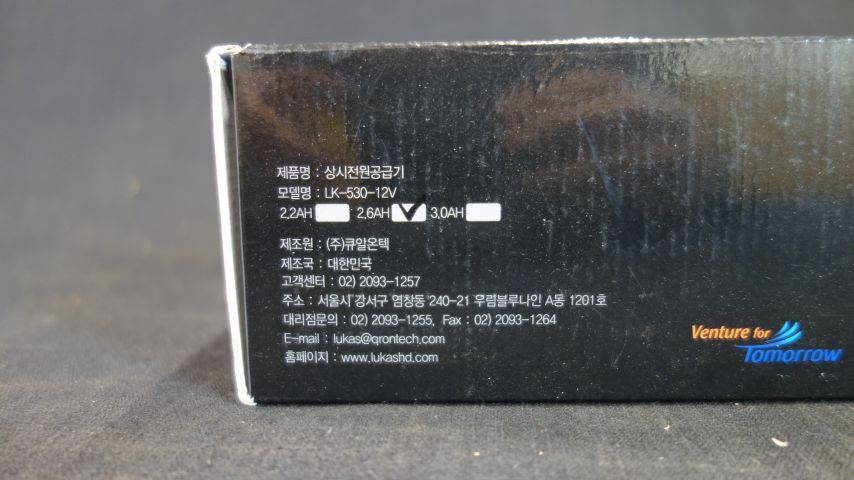 제품명 : 상시전원공급기
모델명 : LK-530-12V
2.2AH 2.6AH 3.0AH
제조원 : (주)큐알온텍
제조국 : 대한민국
고객센터 : 02) 2093-1257
주소 : 서울시 강서구 염창동 240-21 우림블루나인 A동 1201호
대리점문의 : 02) 2093-1255, Fax : 02) 2093-1264
E-mail : lukas@qrontech.com
홈페이지 : www.lukashd.com
Venture for
Tomorrow